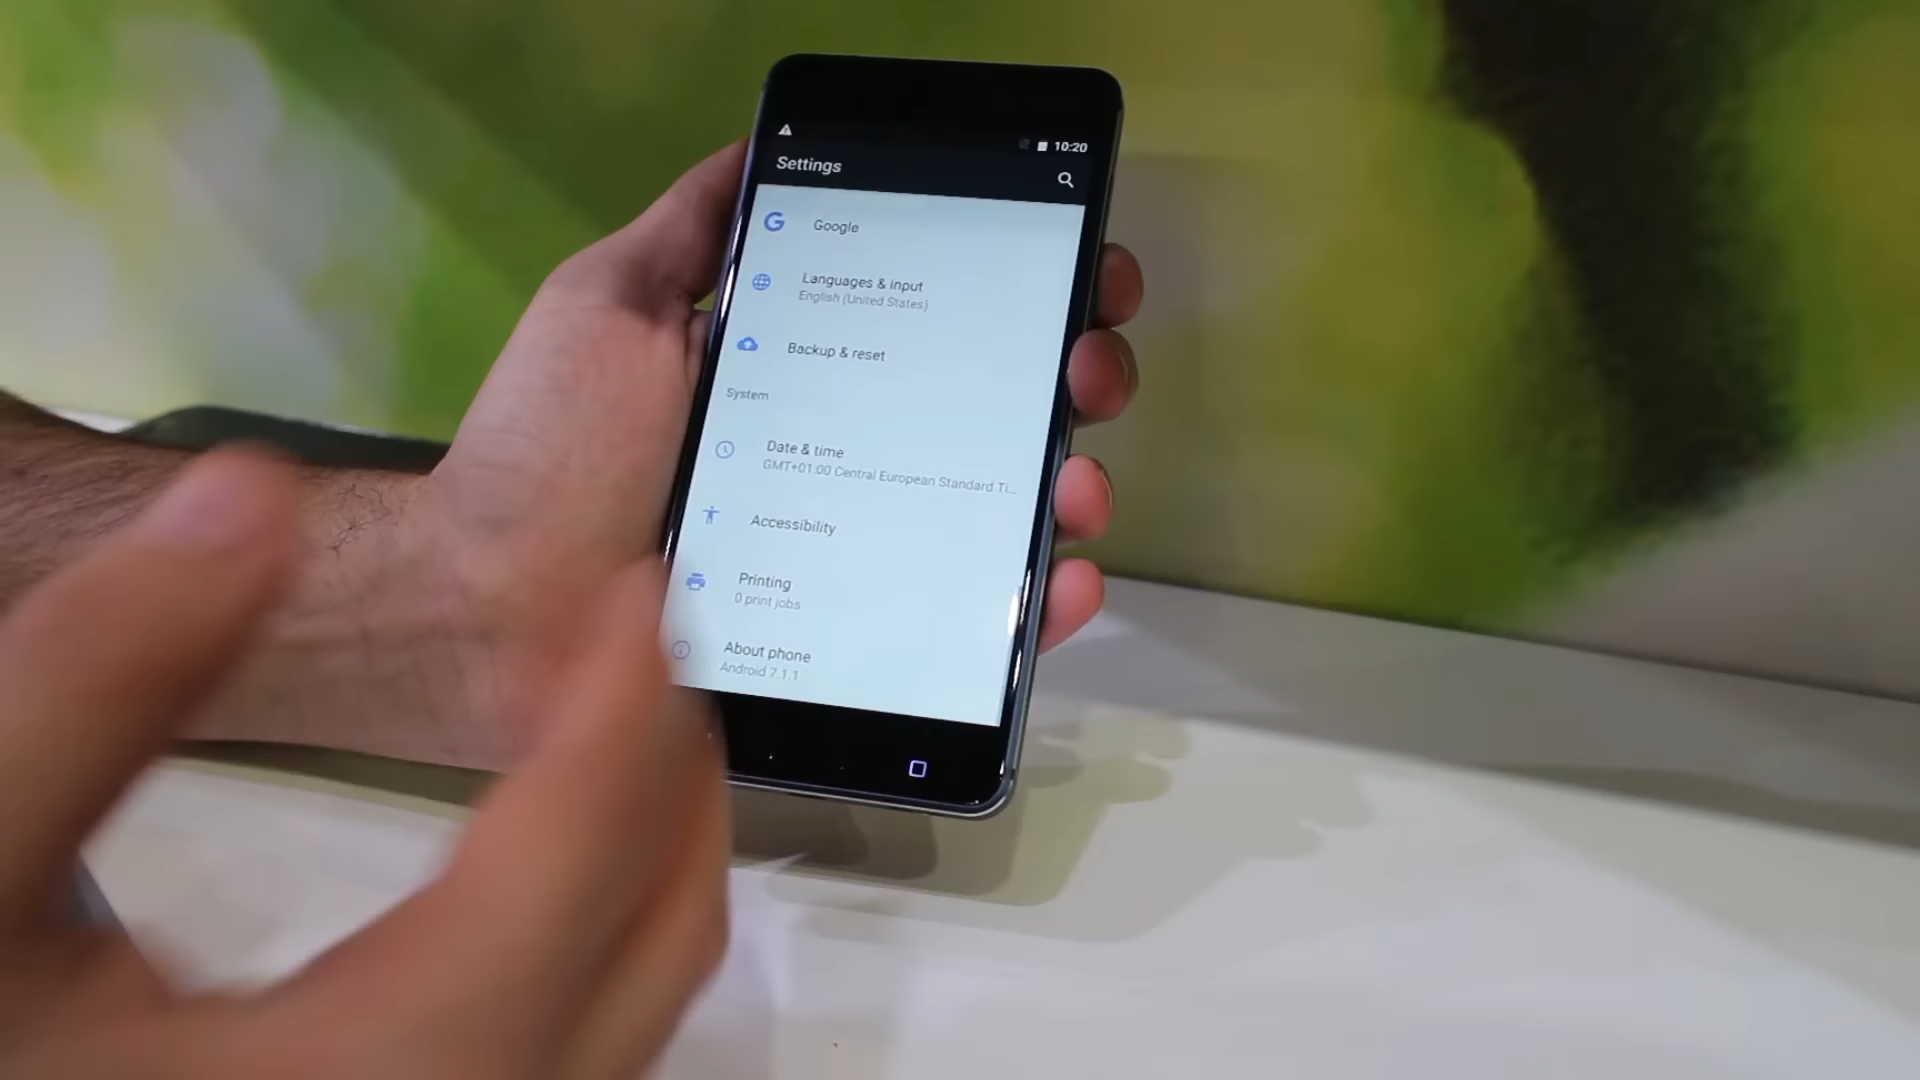 10:20
Settings
Google
Languages & input
English (United States)
Backup & reset
System
Date & time
GMT+01:00 Central European Standard Ti...
Accessibility
Printing
0 print jobs
About phone
Android 7.1.1